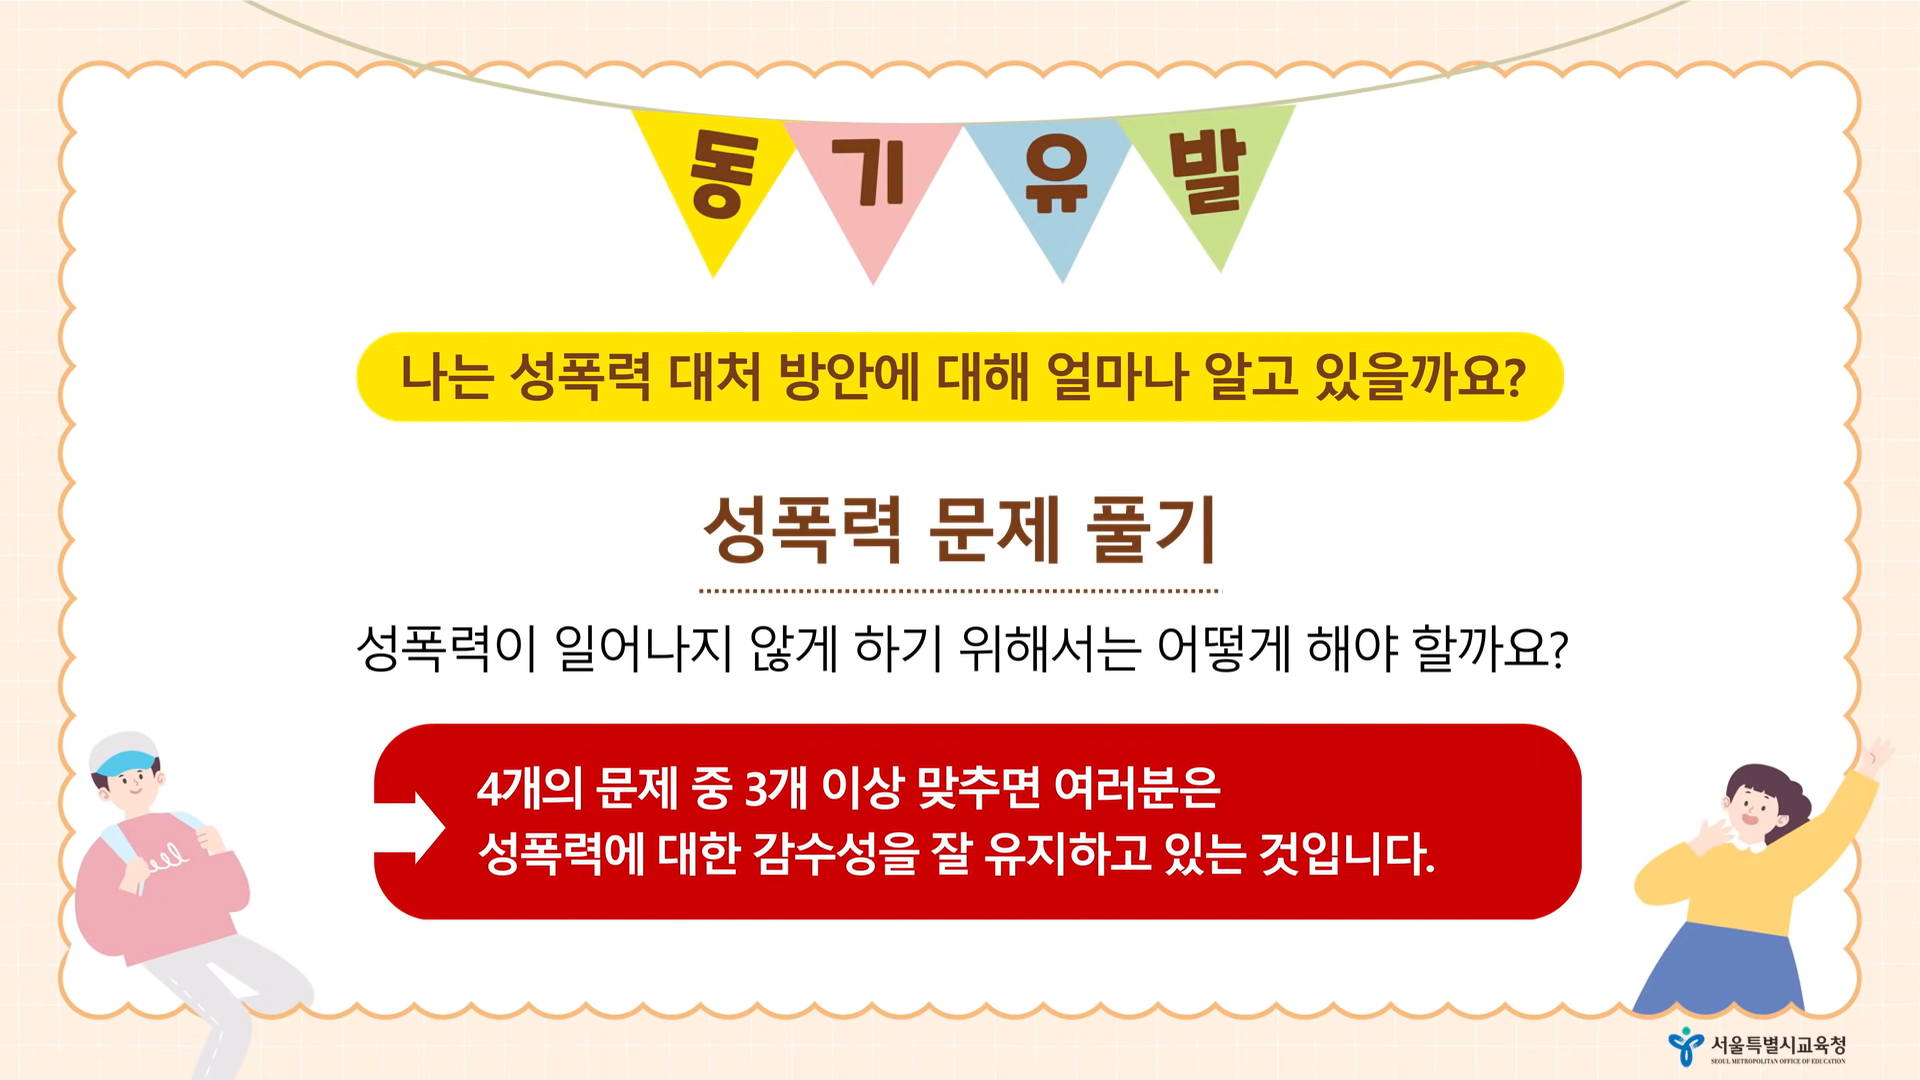 동기유발
나는 성폭력 대처 방안에 대해 얼마나 알고 있을까요?
성폭력 문제 풀기
성폭력이 일어나지 않게 하기 위해서는 어떻게 해야 할까요?
4개의 문제 중 3개 이상 맞추면 여러분은
성폭력에 대한 감수성을 잘 유지하고 있는 것입니다.
서울특별시교육청
SEOUL METROPOLITAN OFFICE OF EDUCATION